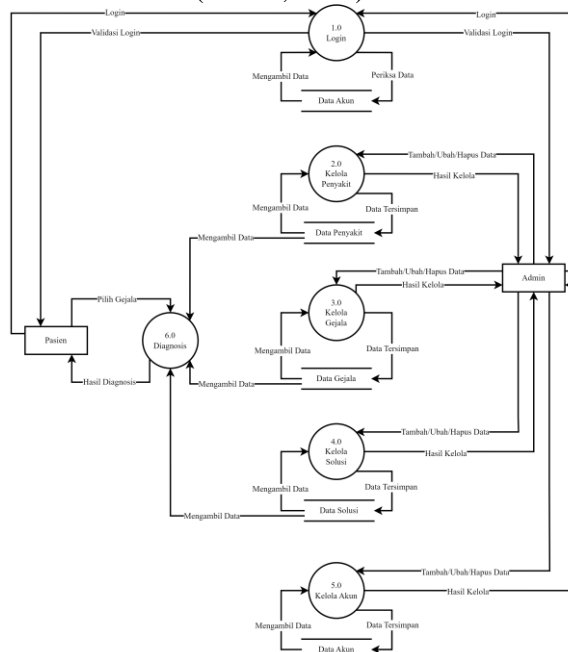 Login
1.0
Login
Login
Validasi Login
Validasi Login
Mengambil Data
Periksa Data
Data Akun
2.0
Kelola
Penyakit
Tambah/Ubah/Hapus Data
Hasil Kelola
Mengambil Data
Data Tersimpan
Data Penyakit
Mengambil Data
Tambah/Ubah/Hapus Data
Admin
3.0
Kelola
Gejala
Hasil Kelola
Pilih Gejala
Pasien
6.0
Diagnosis
Mengambil Data
Data Tersimpan
Data Gejala
Hasil Diagnosis
Mengambil Data
4.0
Kelola
Solusi
Tambah/Ubah/Hapus Data
Hasil Kelola
Mengambil Data
Data Tersimpan
Data Solusi
Mengambil Data
5.0
Kelola Akun
Tambah/Ubah/Hapus Data
Hasil Kelola
Mengambil Data
Data Tersimpan
Data Akun